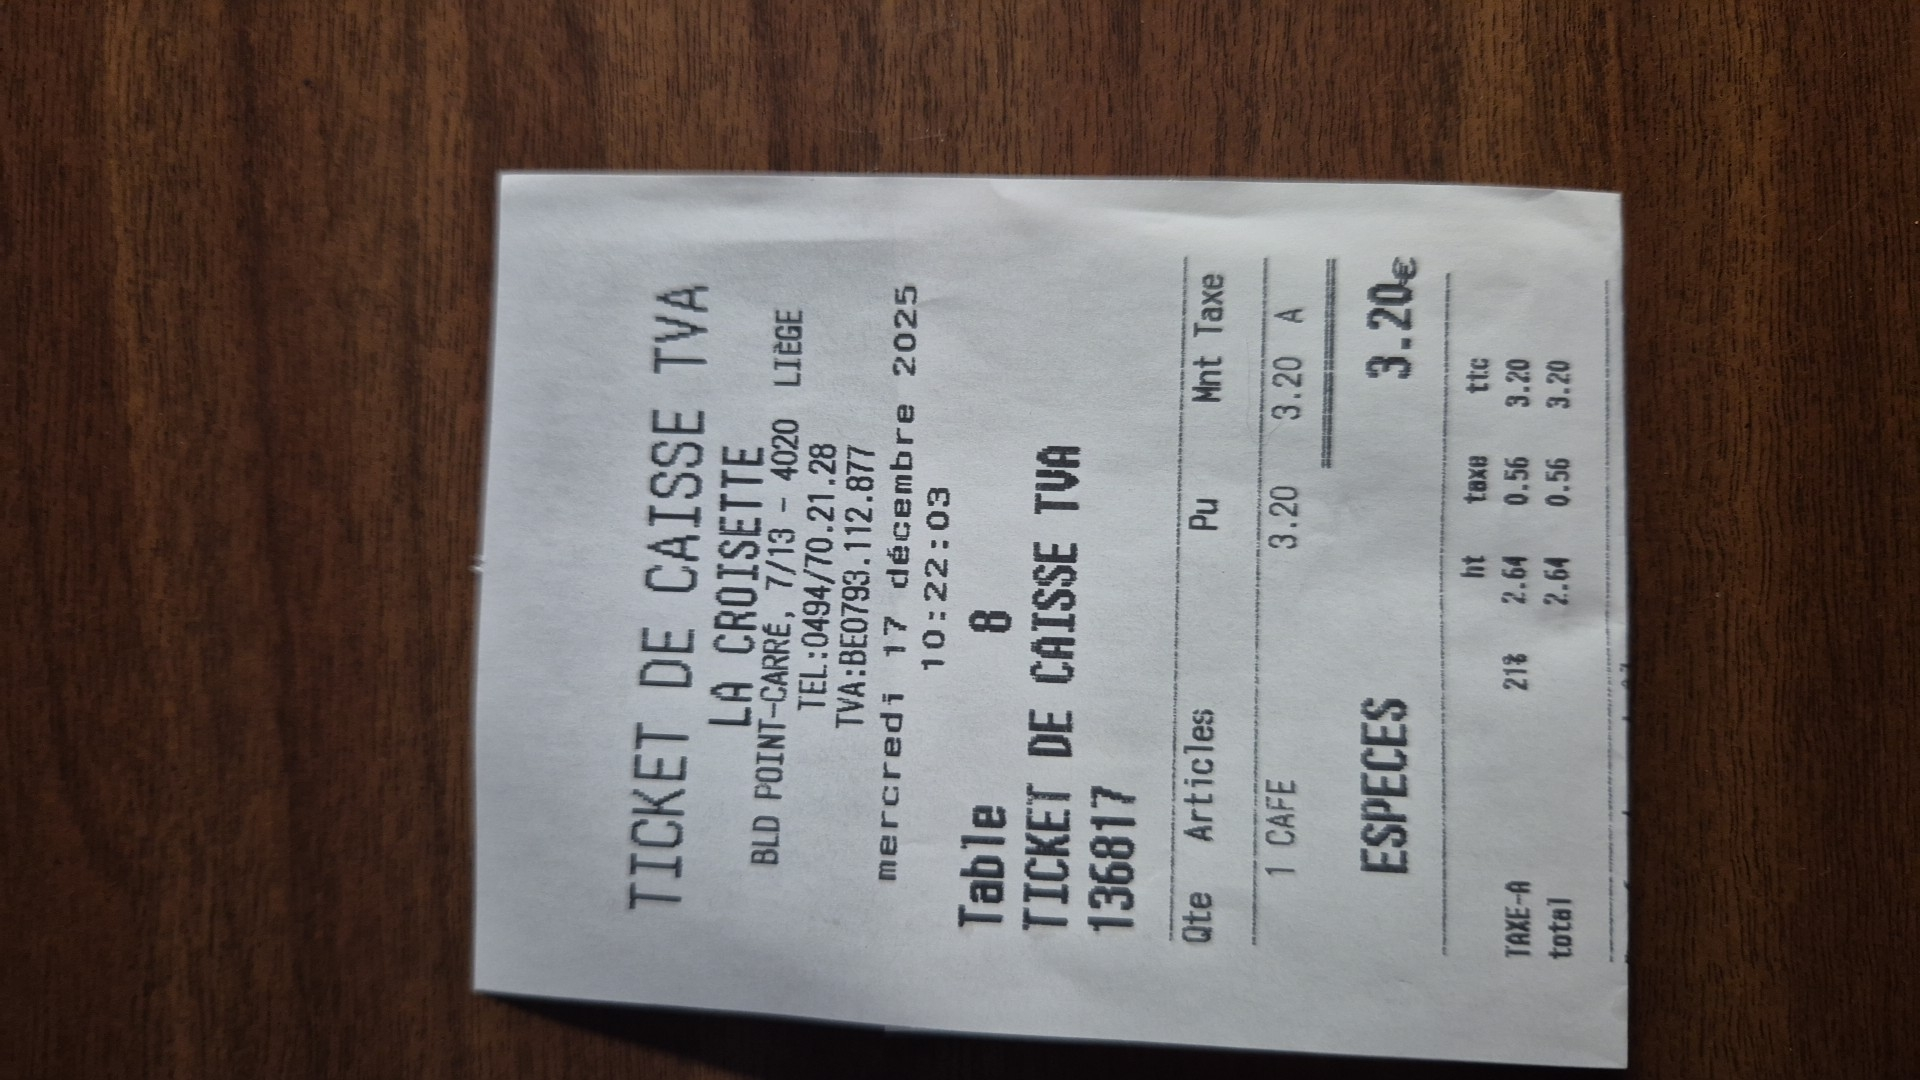 TICKET DE CAISSE TVA
LA CROISETTE
BLD POINT-CARRÉ, 7/13 - 4020 LIÈGE
TEL:0494/70.21.28
TVA:BE0793.112.877
mercredi 17 décembre 2025
10:22:03
Table 8
TICKET DE CAISSE TVA
136817
Qte Articles Pu Mnt Taxe
1 CAFE 3.20 3.20 A
ESPECES 3.20€
ht taxe ttc
TAXE-A 21% 2.64 0.56 3.20
total 2.64 0.56 3.20